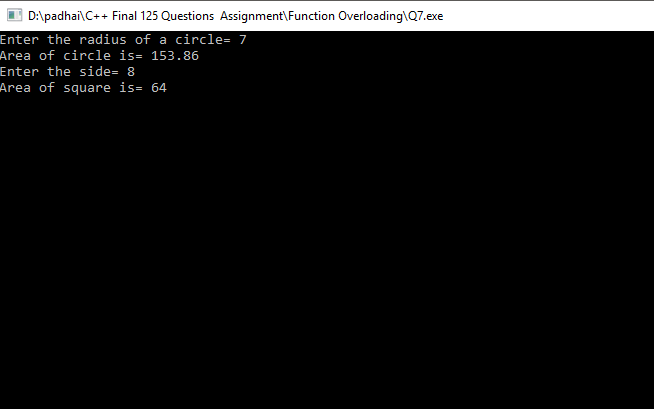 D:\padhai\C++ Final 125 Questions  Assignment\Function Overloading\Q7.exe
Enter the radius of a circle= 7
Area of circle is= 153.86
Enter the side= 8
Area of square is= 64